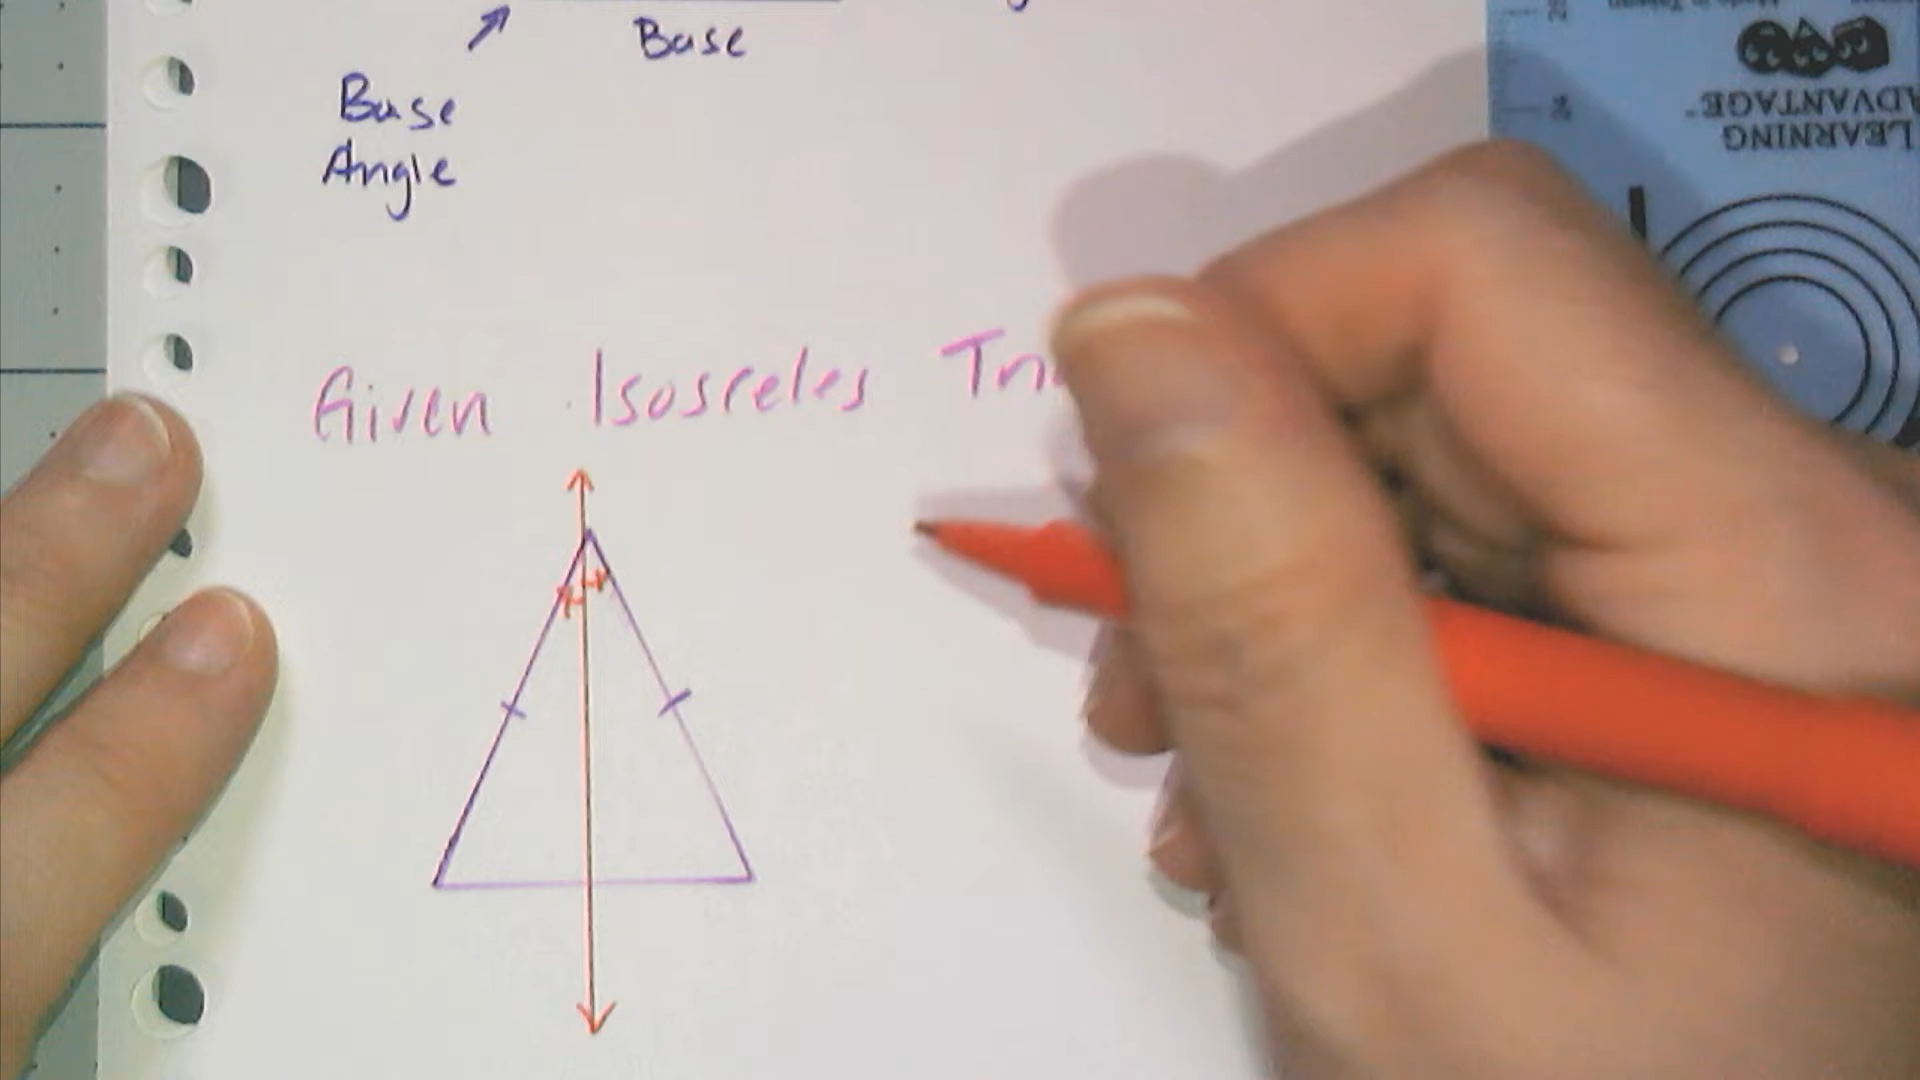 Base
Base
Angle
Given Isosceles
LEARNING
ADVANTAGE